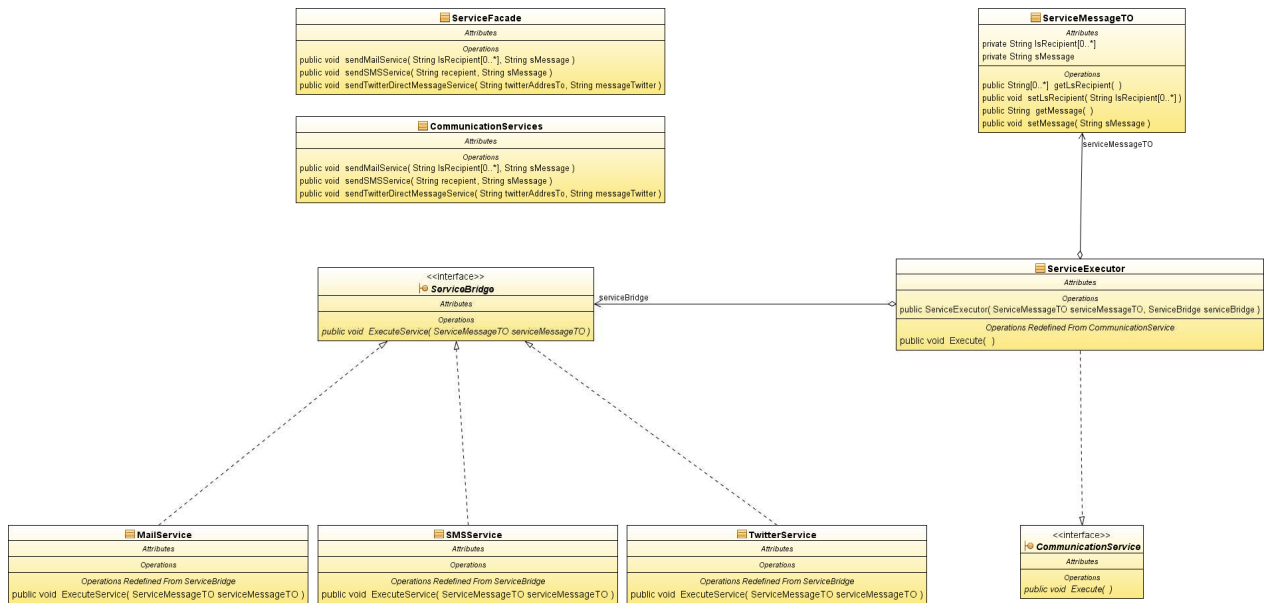 ServiceFacade
Attributes
Operations
public void sendMailService( String lsRecipient[0..*], String sMessage )
public void sendSMSService( String recepient, String sMessage )
public void sendTwitterDirectMessageService( String twitterAddresTo, String messageTwitter )
ServiceMessageTO
Attributes
private String lsRecipient[0..*]
private String sMessage
Operations
public String[0..*] getLsRecipient( )
public void setLsRecipient( String lsRecipient[0..*] )
public String getMessage( )
public void setMessage( String sMessage )
CommunicationServices
Attributes
Operations
public void sendMailService( String lsRecipient[0..*], String sMessage )
public void sendSMSService( String recepient, String sMessage )
public void sendTwitterDirectMessageService( String twitterAddresTo, String messageTwitter )
serviceMessageTO
<<interface>>
ServiceBridge
Attributes
Operations
public void ExecuteService( ServiceMessageTO serviceMessageTO )
serviceBridge
ServiceExecutor
Attributes
Operations
public ServiceExecutor( ServiceMessageTO serviceMessageTO, ServiceBridge serviceBridge )
Operations Redefined From CommunicationService
public void Execute( )
MailService
Attributes
Operations
Operations Redefined From ServiceBridge
public void ExecuteService( ServiceMessageTO serviceMessageTO )
SMSService
Attributes
Operations
Operations Redefined From ServiceBridge
public void ExecuteService( ServiceMessageTO serviceMessageTO )
TwitterService
Attributes
Operations
Operations Redefined From ServiceBridge
public void ExecuteService( ServiceMessageTO serviceMessageTO )
<<interface>>
CommunicationService
Attributes
Operations
public void Execute( )